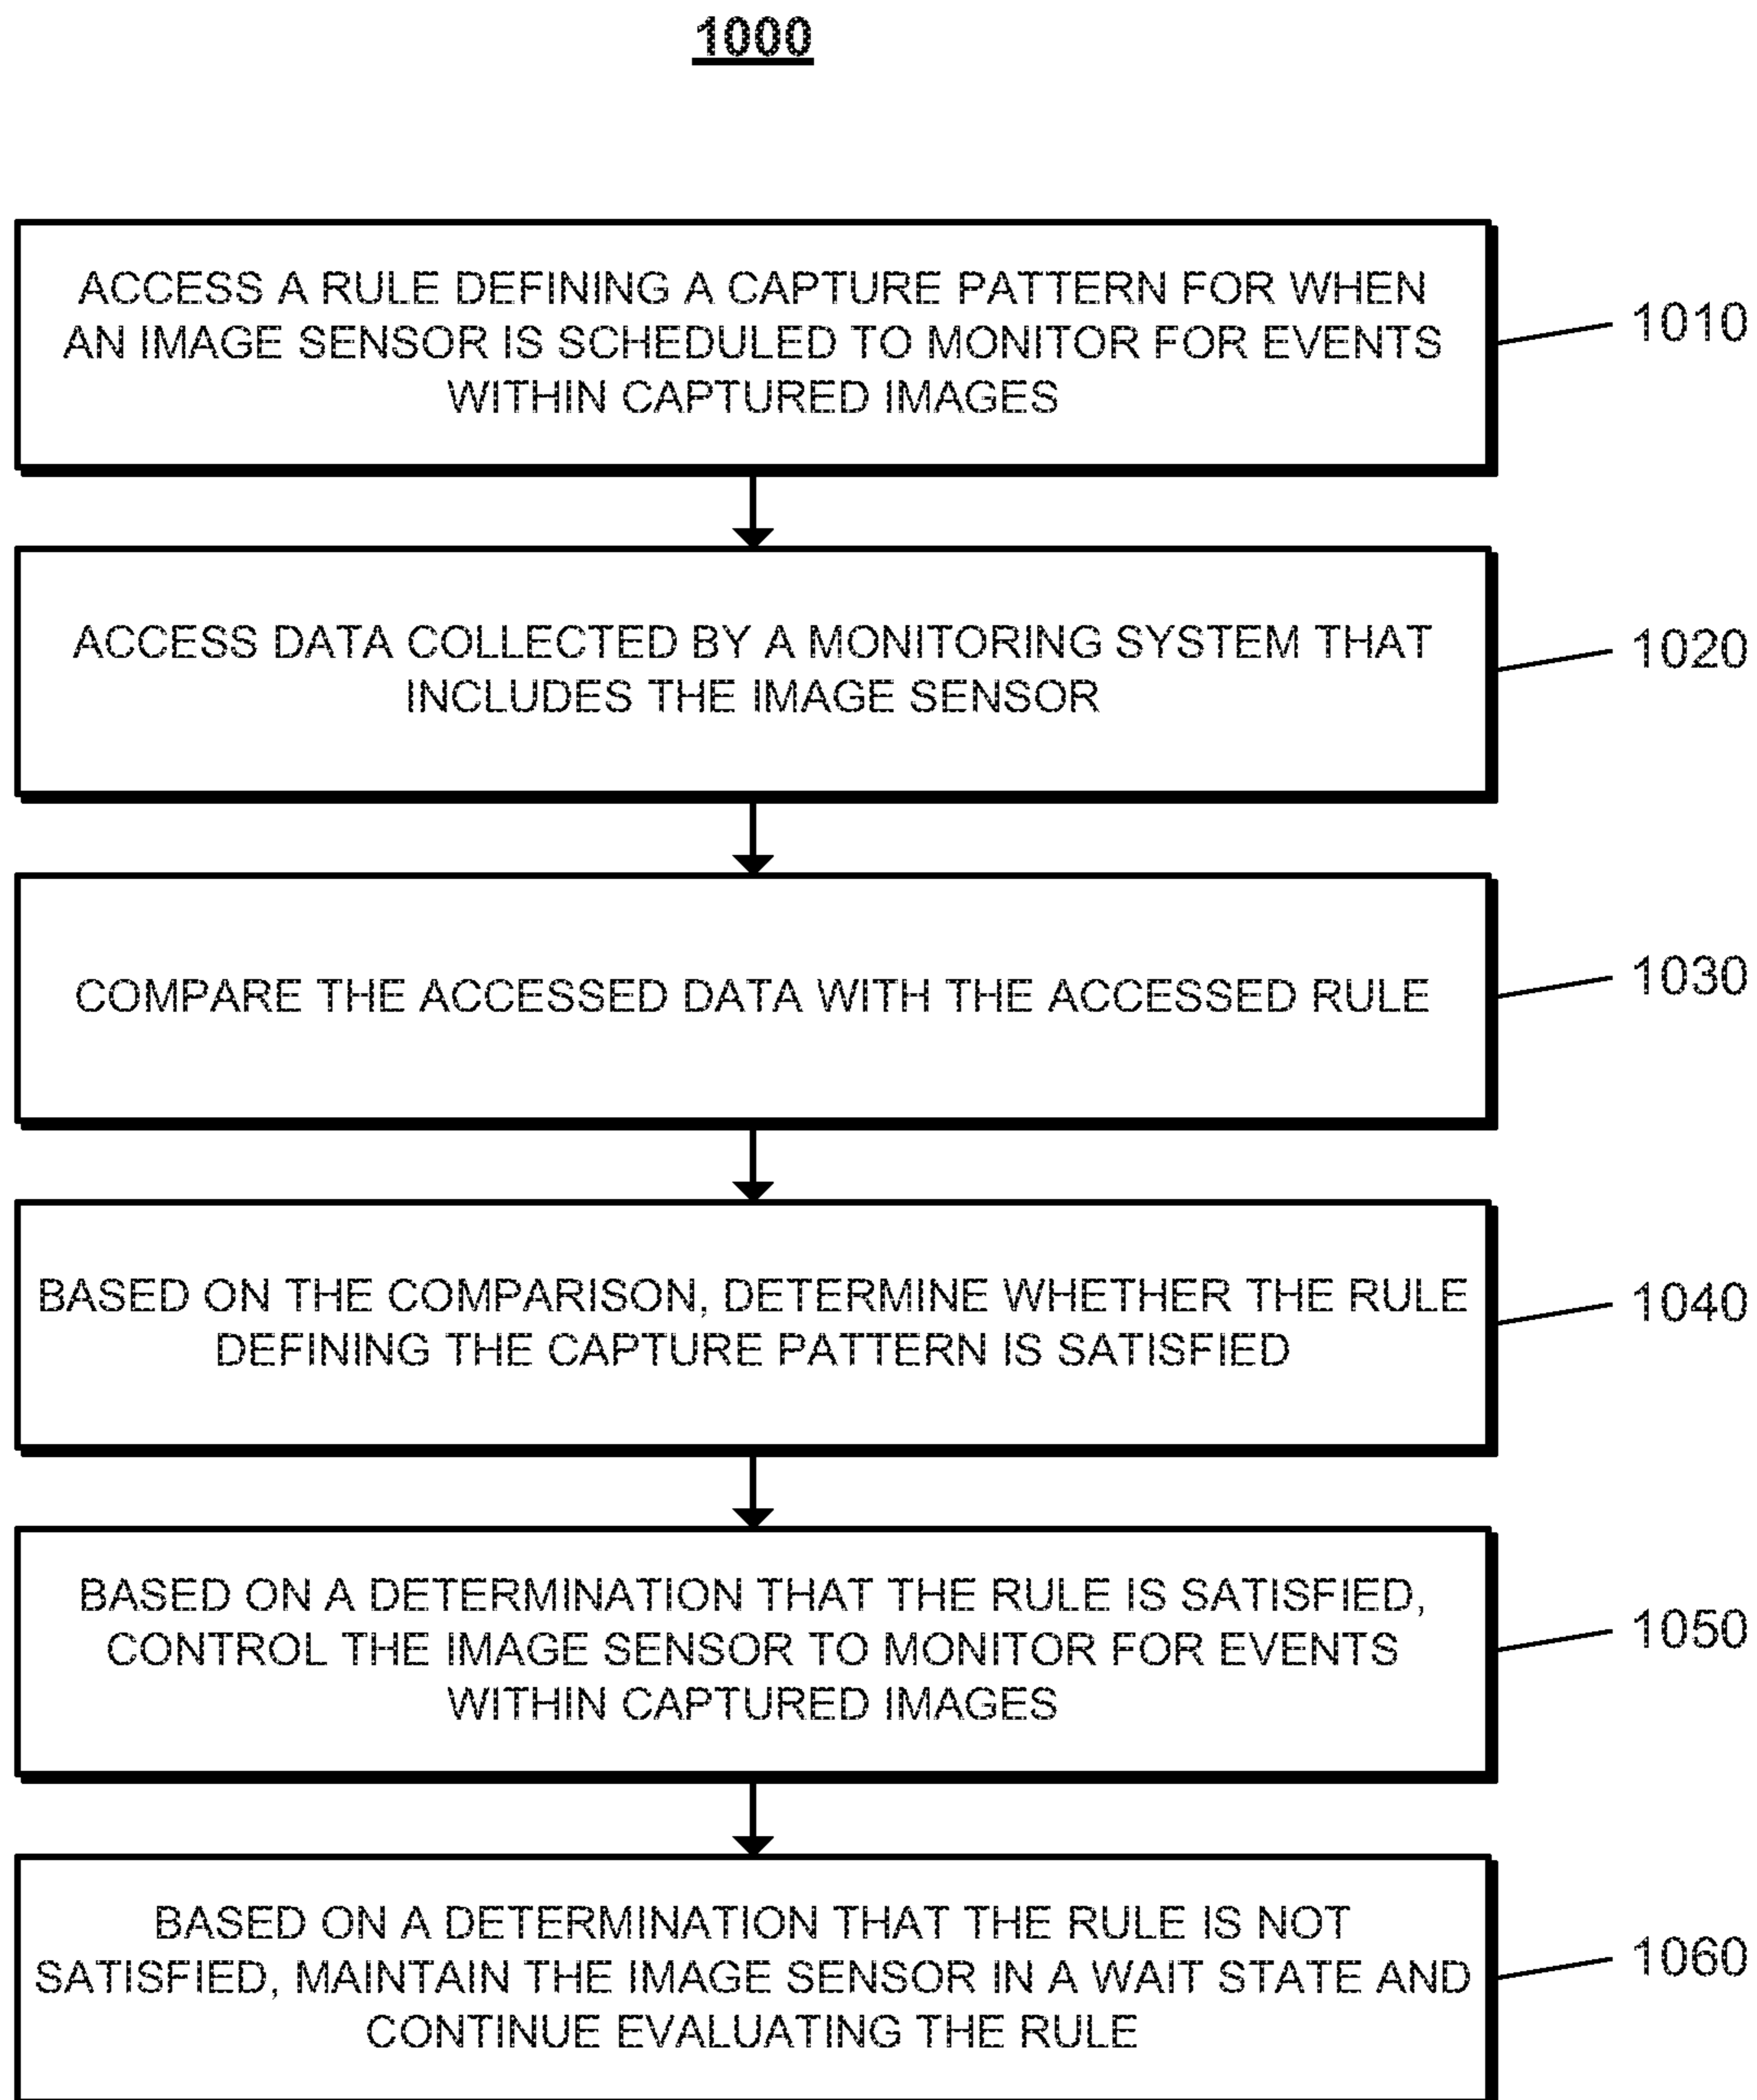 1000
ACCESS A RULE DEFINING A CAPTURE PATTERN FOR WHEN
AN IMAGE SENSOR IS SCHEDULED TO MONITOR FOR EVENTS
WITHIN CAPTURED IMAGES
1010
ACCESS DATA COLLECTED BY A MONITORING SYSTEM THAT
INCLUDES THE IMAGE SENSOR
1020
COMPARE THE ACCESSED DATA WITH THE ACCESSED RULE
1030
BASED ON THE COMPARISON, DETERMINE WHETHER THE RULE
DEFINING THE CAPTURE PATTERN IS SATISFIED
1040
BASED ON A DETERMINATION THAT THE RULE IS SATISFIED,
CONTROL THE IMAGE SENSOR TO MONITOR FOR EVENTS
WITHIN CAPTURED IMAGES
1050
BASED ON A DETERMINATION THAT THE RULE IS NOT
SATISFIED, MAINTAIN THE IMAGE SENSOR IN A WAIT STATE AND
CONTINUE EVALUATING THE RULE
1060